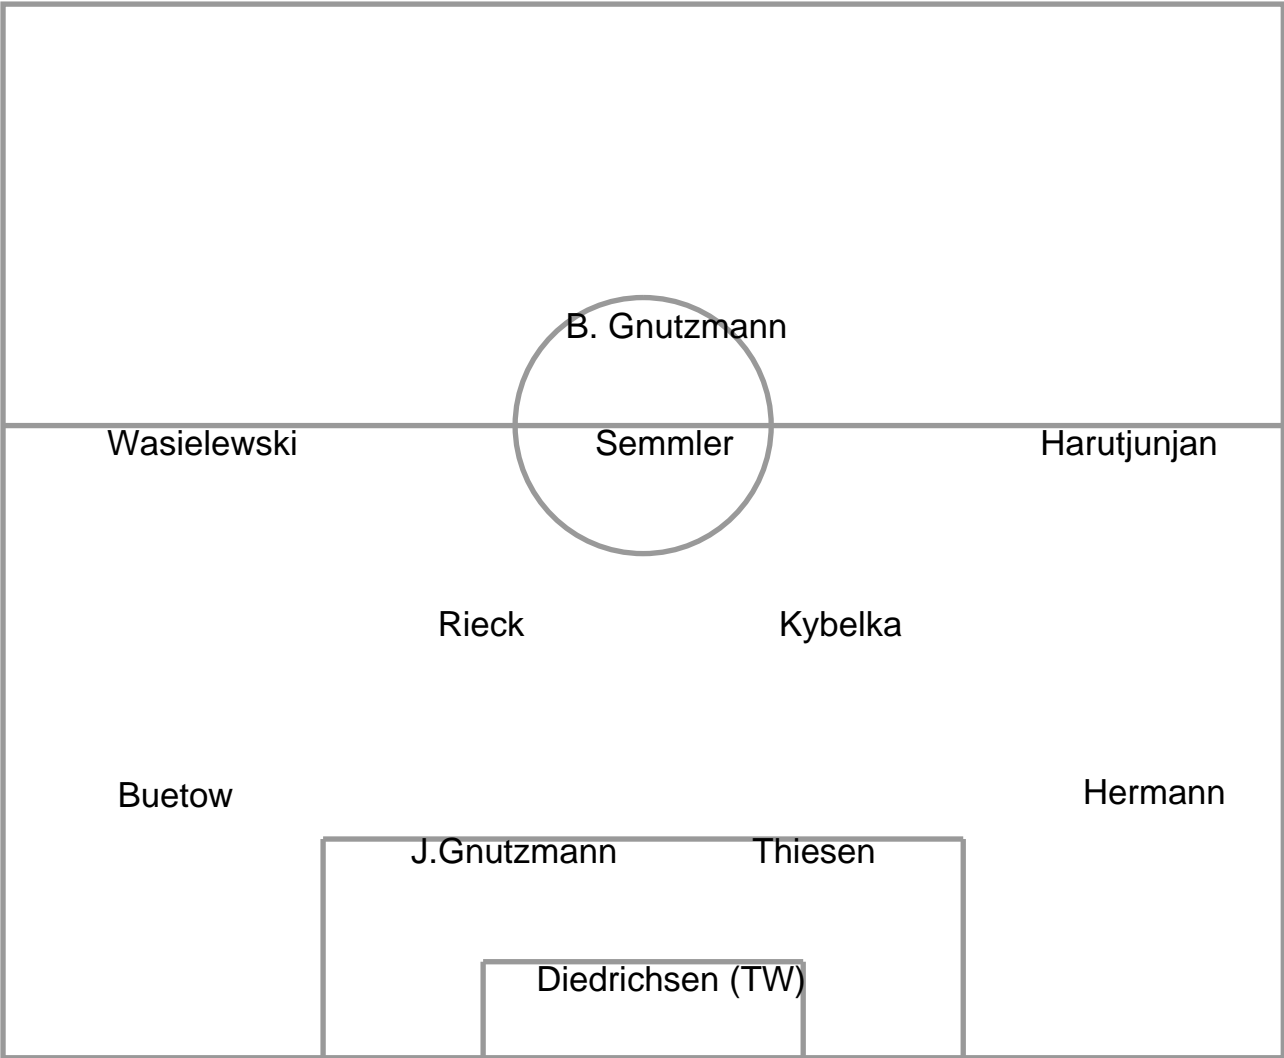 B. Gnutzmann
Wasielewski Semmler Harutjunjan
Rieck Kybelka
Buetow Hermann
J.Gnutzmann Thiesen
Diedrichsen (TW)